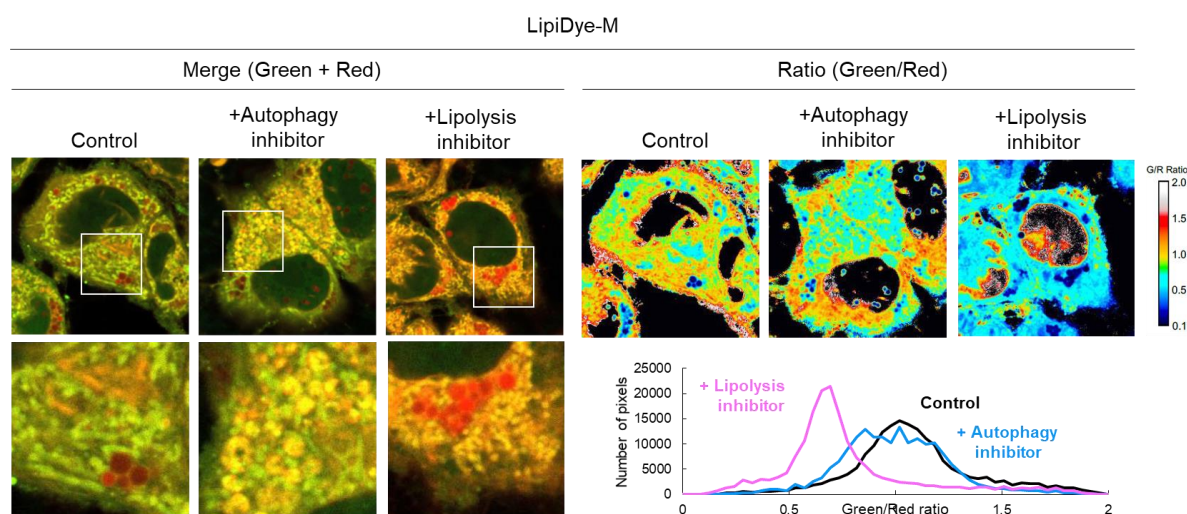 LipiDye-M
Merge (Green + Red)
Ratio (Green/Red)
Control
+Autophagy
inhibitor
+Lipolysis
inhibitor
Control
+Autophagy
inhibitor
+Lipolysis
inhibitor
G/R Ratio
2.0
1.5
1.0
0.5
0.1
Number of pixels
25000
20000
15000
10000
5000
0
+ Lipolysis
inhibitor
Control
+ Autophagy
inhibitor
0
0.5
1.5
2
Green/Red ratio